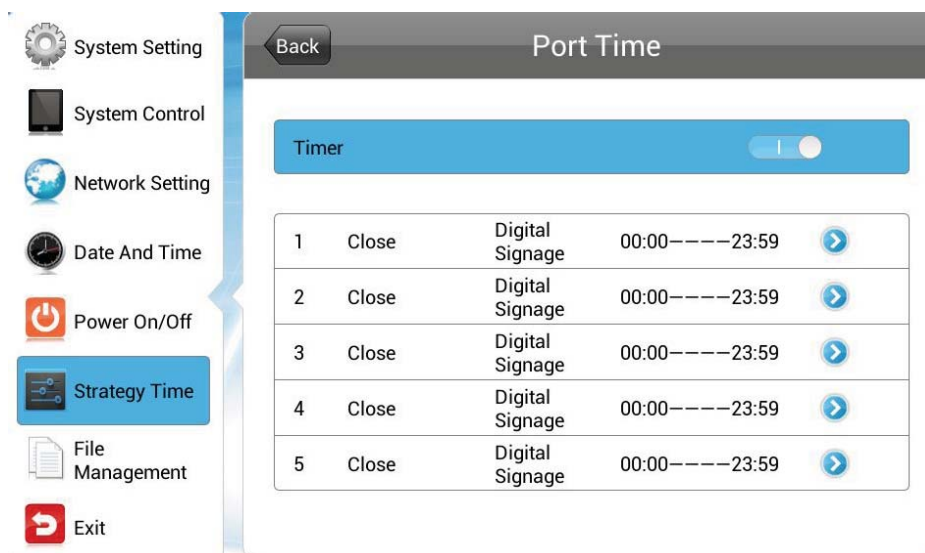 System Setting
System Control
Network Setting
Date And Time
Power On/Off
Strategy Time
File
Management
Exit
Back
Port Time
Timer
1 Close Digital Signage 00:00−−−−23:59
2 Close Digital Signage 00:00−−−−23:59
3 Close Digital Signage 00:00−−−−23:59
4 Close Digital Signage 00:00−−−−23:59
5 Close Digital Signage 00:00−−−−23:59